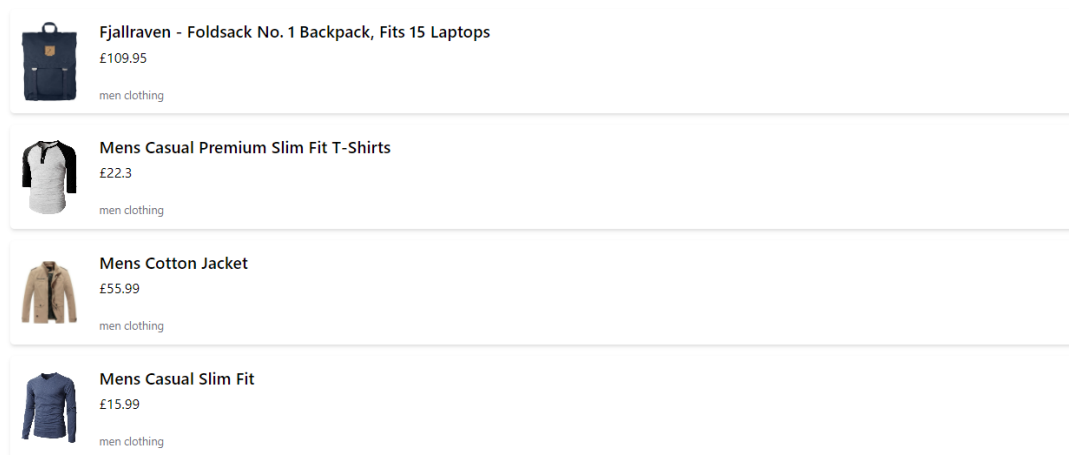 Fjallraven - Foldsack No. 1 Backpack, Fits 15 Laptops
£109.95
men clothing
Mens Casual Premium Slim Fit T-Shirts
£22.3
men clothing
Mens Cotton Jacket
£55.99
men clothing
Mens Casual Slim Fit
£15.99
men clothing